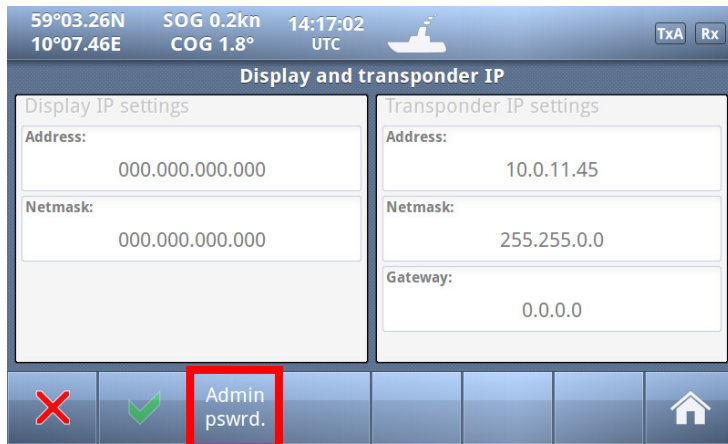 59°03.26N SOG 0.2kn 14:17:02
10°07.46E COG 1.8° UTC
TxA Rx
Display and transponder IP
Display IP settings
Address:
000.000.000.000
Netmask:
000.000.000.000
Transponder IP settings
Address:
10.0.11.45
Netmask:
255.255.0.0
Gateway:
0.0.0.0
Admin
pswrd.